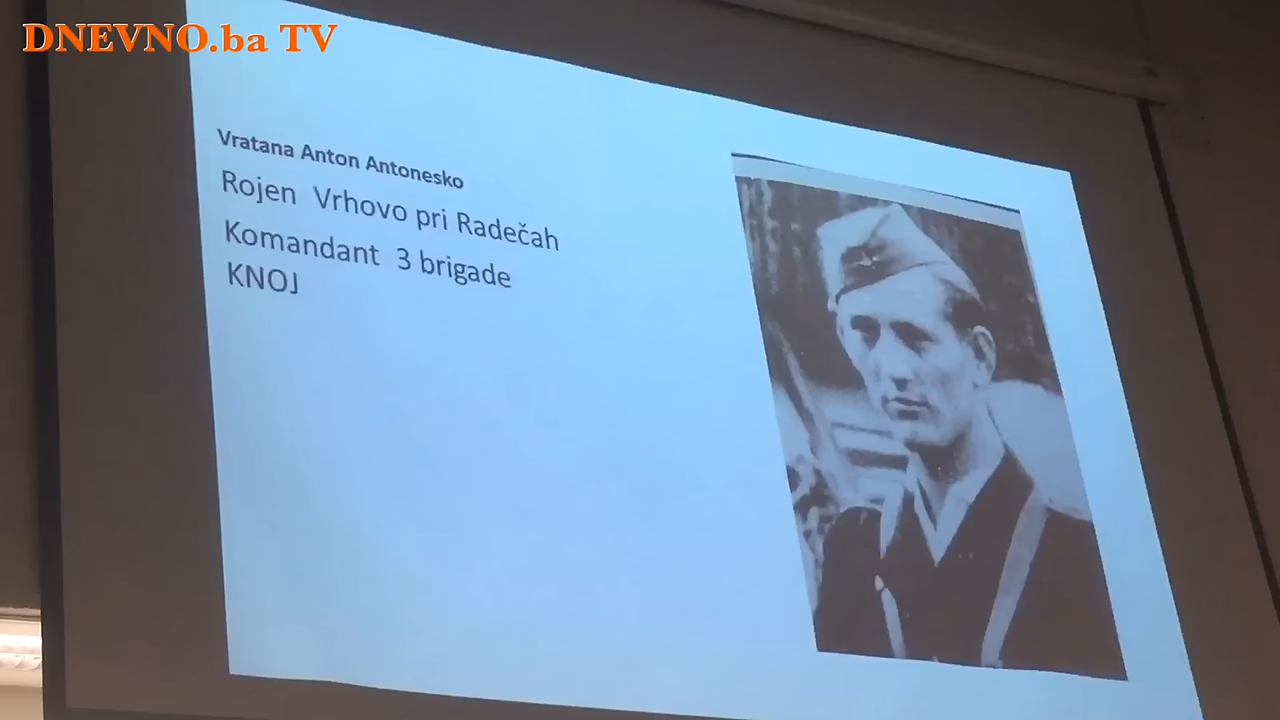 DNEVNO.ba TV
Vratana Anton Antonesko
Rojen Vrhovo pri Radečah
Komandant 3 brigade
KNOJ